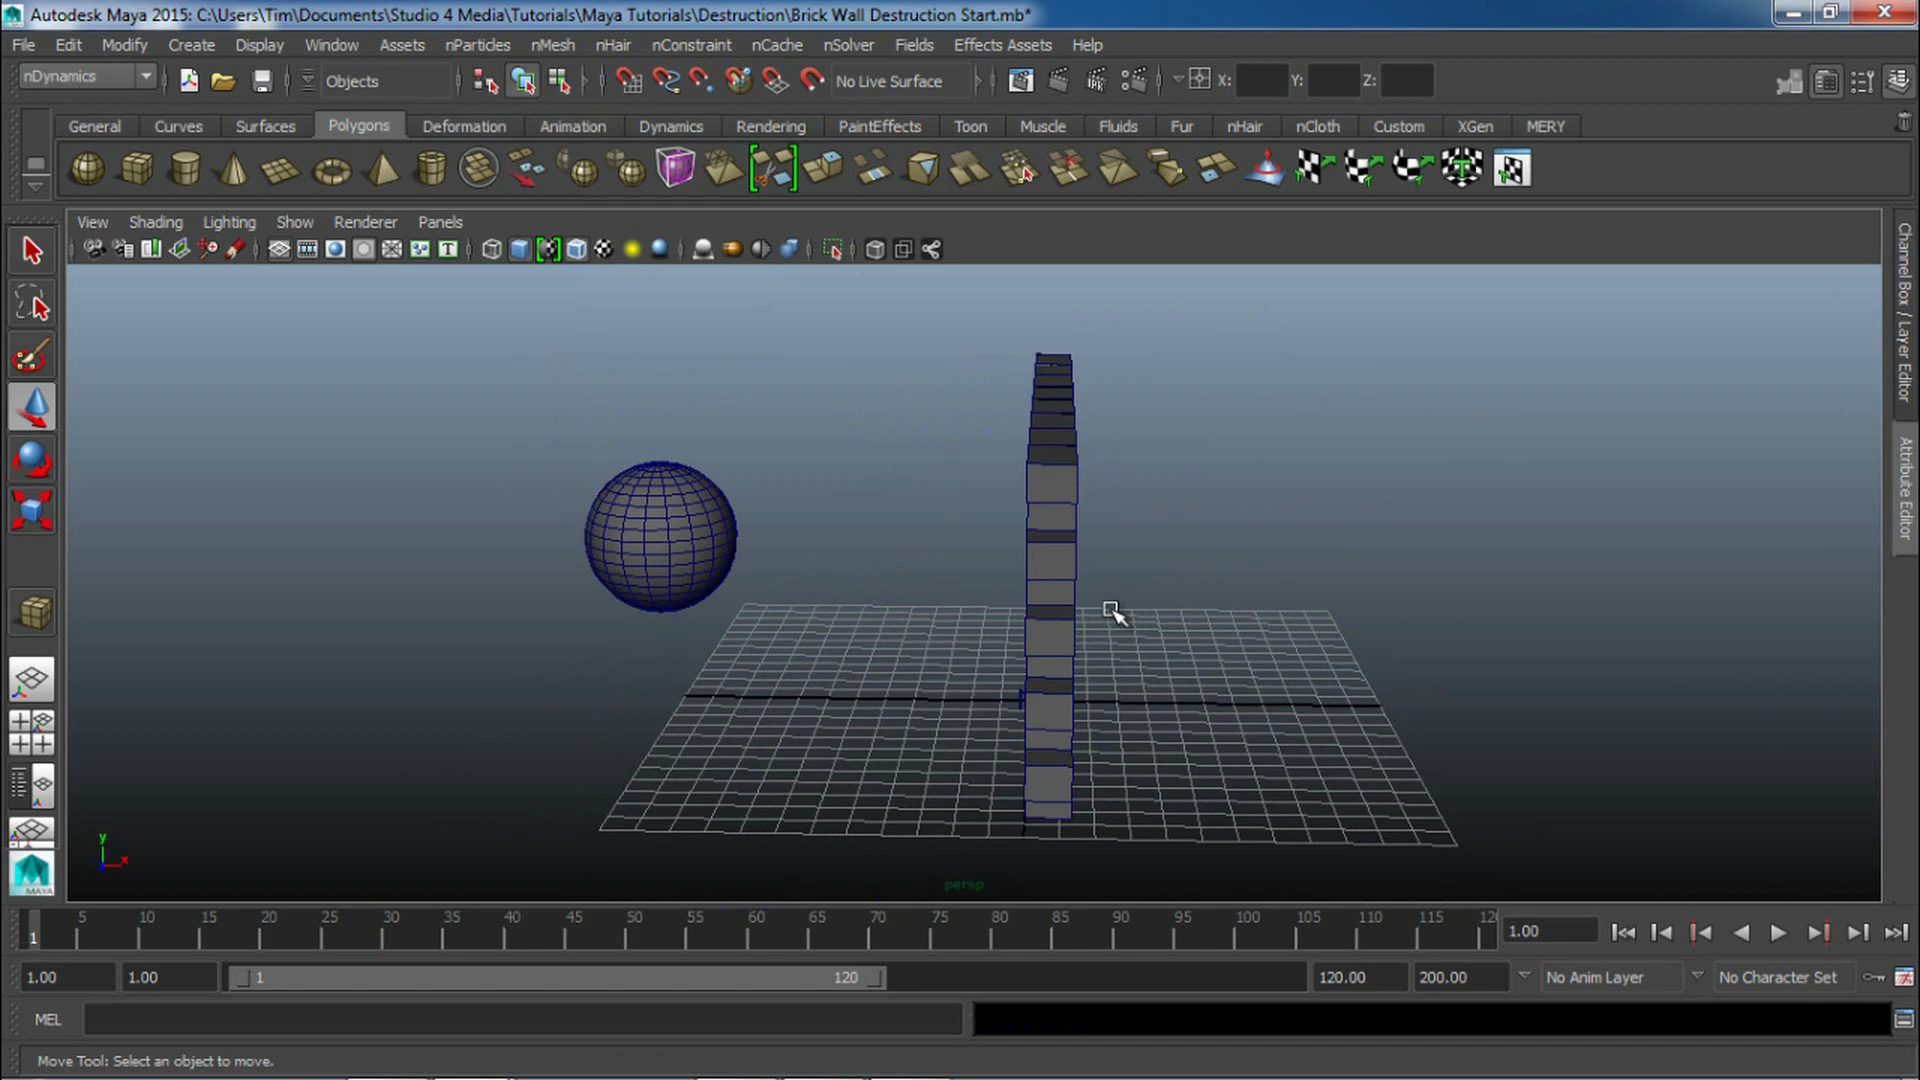 Autodesk Maya 2015: C:\Users\Tim\Documents\Studio 4 Media\Tutorials\Maya Tutorials\Destruction\Brick Wall Destruction Start.mb*
File Edit Modify Create Display Window Assets nParticles nMesh nHair nConstraint nCache nSolver Fields Effects Assets Help
nDynamics Objects No Live Surface X: Y: Z:
General Curves Surfaces Polygons Deformation Animation Dynamics Rendering PaintEffects Toon Muscle Fluids Fur nHair nCloth Custom XGen MERY
View Shading Lighting Show Renderer Panels
Channel Box / Layer Editor
Attribute Editor
y
x
persp
MAYA
5 10 15 20 25 30 35 40 45 50 55 60 65 70 75 80 85 90 95 100 105 110 115 12
1 1.00
1.00 1.00 1 120 120.00 200.00 No Anim Layer No Character Set
MEL
Move Tool: Select an object to move.